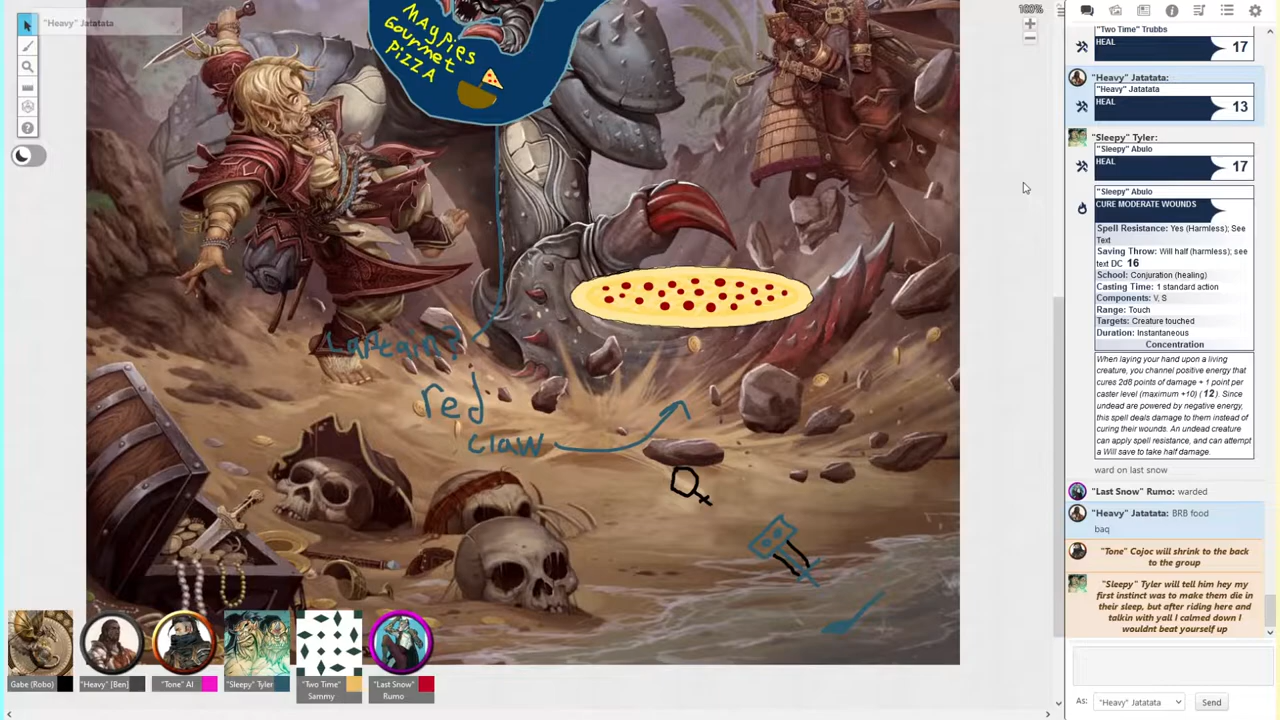 "Heavy" Jatatata
Maypies
Gourmet
Pizza
Captain?
red
claw
Gabe (Robo)
"Heavy" [Ben]
"Tone" Al
"Sleepy" Tyler
"Two Time"
Sammy
"Last Snow"
Rumo
100%
"Two Time" Trubbs
HEAL
17
"Heavy" Jatatata:
"Heavy" Jatatata
HEAL
13
"Sleepy" Tyler:
"Sleepy" Abulo
HEAL
17
"Sleepy" Abulo
CURE MODERATE WOUNDS
Spell Resistance: Yes (Harmless); See
Text
Saving Throw: Will half (harmless); see
text DC 16
School: Conjuration (healing)
Casting Time: 1 standard action
Components: V, S
Range: Touch
Targets: Creature touched
Duration: Instantaneous
Concentration
When laying your hand upon a living
creature, you channel positive energy that
cures 2d8 points of damage + 1 point per
caster level (maximum +10) (12). Since
undead are powered by negative energy,
this spell deals damage to them instead of
curing their wounds. An undead creature
can apply spell resistance, and can attempt
a Will save to take half damage.
ward on last snow
"Last Snow" Rumo: warded
"Heavy" Jatatata: BRB food
baq
"Tone" Cojoc will shrink to the back
to the group
"Sleepy" Tyler will tell him hey my
first instinct was to make them die in
their sleep, but after riding here and
talkin with yall I calmed down I
wouldnt beat yourself up
As:
"Heavy" Jatatata
Send